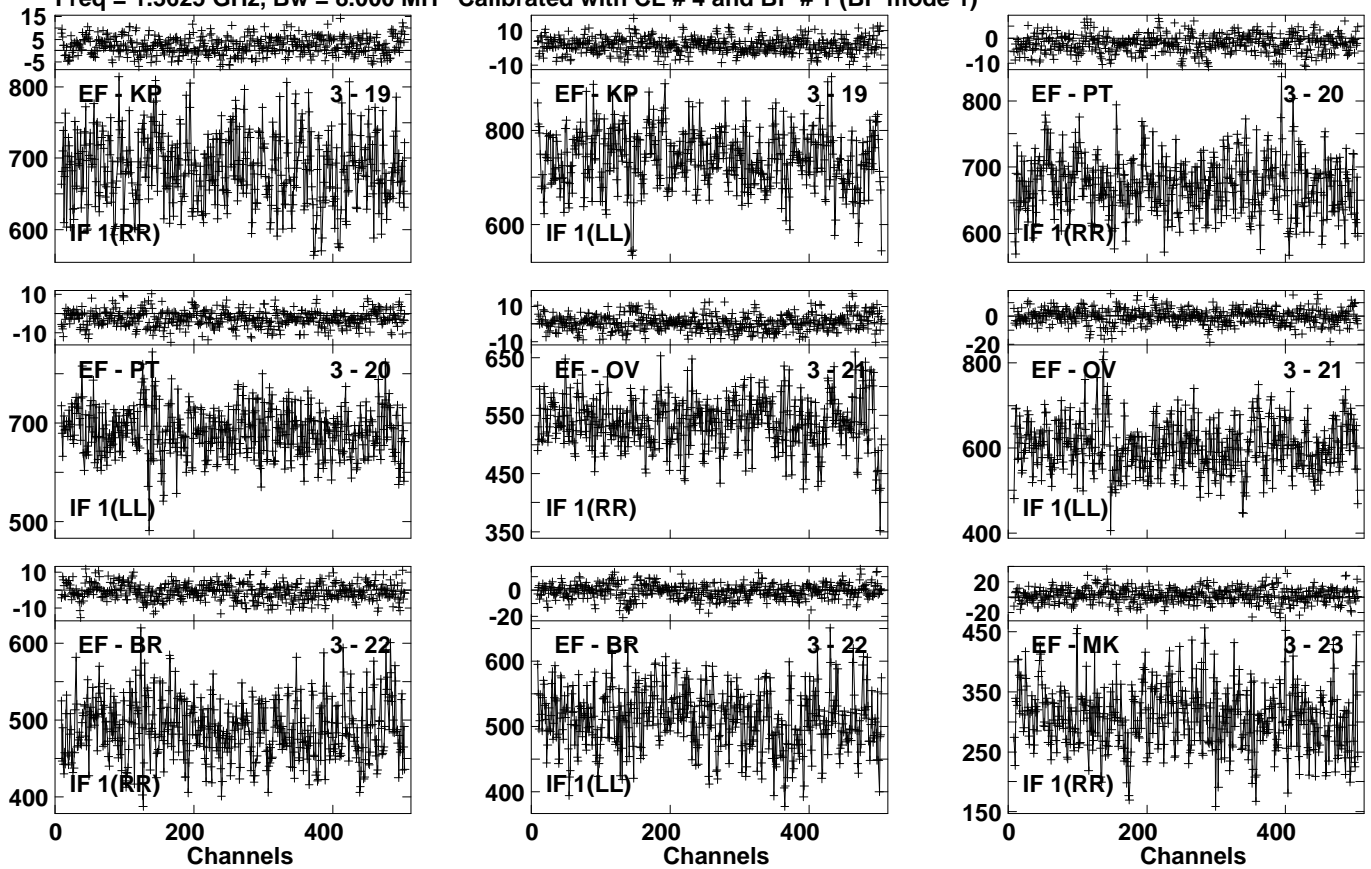 Freq = GHz, Bw = 8.000 MH Calibrated with CL # 4 and BP # 1 (BP mode 1)
15
5
-5
800
700
600
EF - KP 3 - 19
IF 1(RR)
10
-10
800
600
EF - KP 3 - 19
IF 1(LL)
0
-10
800
700
600
EF - PT 3 - 20
IF 1(RR)
10
-10
700
500
EF - PT 3 - 20
IF 1(LL)
10
-10
650
550
450
350
EF - OV 3 - 21
IF 1(RR)
0
-20
800
600
400
EF - OV 3 - 21
IF 1(LL)
10
-10
600
500
400
EF - BR 3 - 22
IF 1(RR)
0 200 400
Channels
0
-20
600
500
400
EF - BR 3 - 22
IF 1(LL)
0 200 400
Channels
20
-20
450
350
250
150
EF - MK 3 - 23
IF 1(RR)
0 200 400
Channels